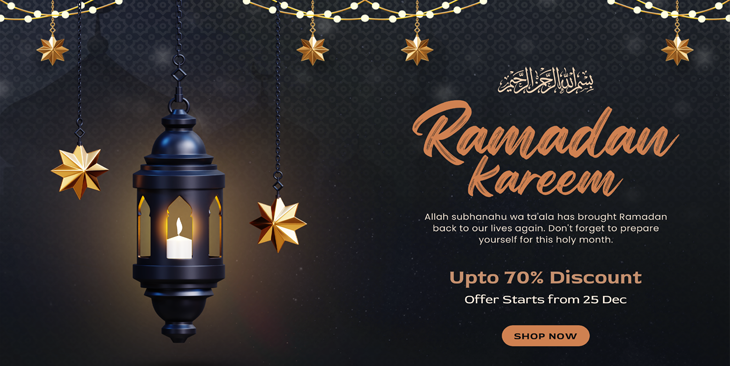 بسم الله الرحمن الرحيم
Ramadan
Kareem
Allah subhanahu wa ta'ala has brought Ramadan
back to our lives again. Don't forget to prepare
yourself for this holy month.
Upto 70% Discount
Offer Starts from 25 Dec
SHOP NOW